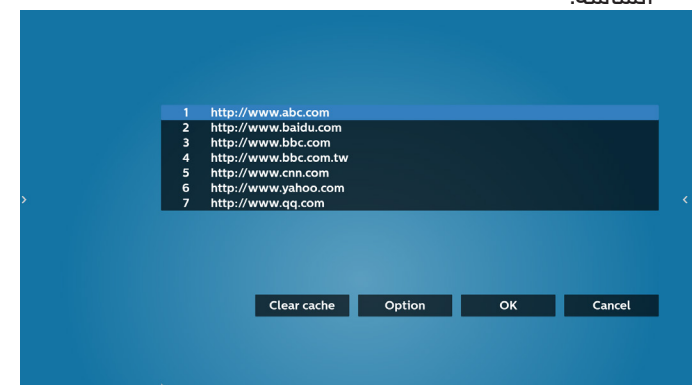 الشاشة.
1 http://www.abc.com
2 http://www.baidu.com
3 http://www.bbc.com
4 http://www.bbc.com.tw
5 http://www.cnn.com
6 http://www.yahoo.com
7 http://www.qq.com
Clear cache Option OK Cancel